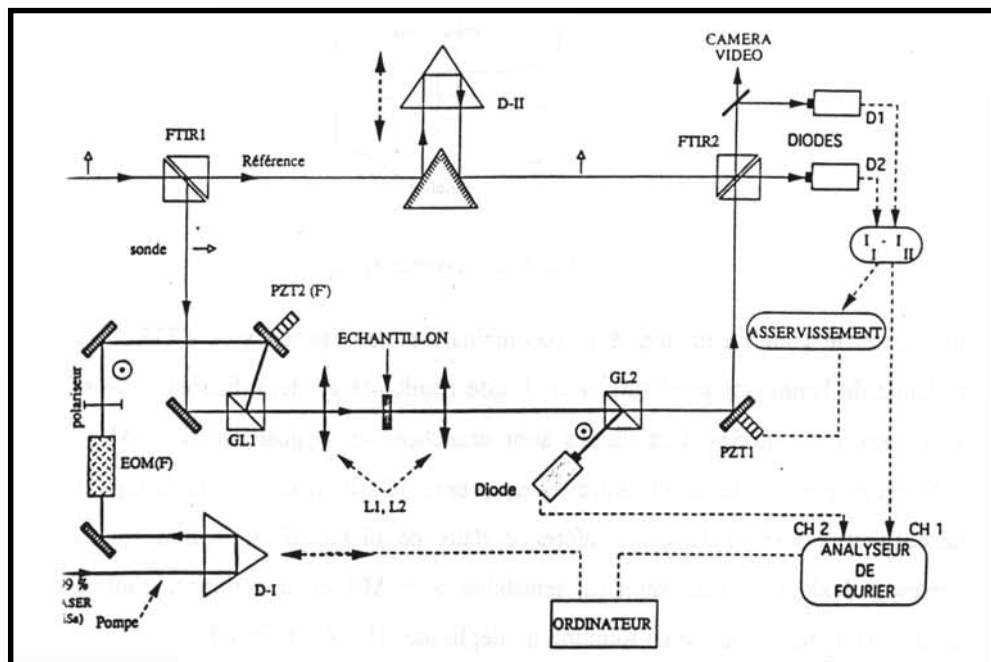 CAMERA
VIDEO
D-II
D1
FTIR1
FTIR2
DIODES
Référence
D2
I - I
I II
sonde
PZT2 (F')
ASSERVISSEMENT
ECHANTILLON
polariseur
GL1
GL2
PZT1
EOM(F)
Diode
L1, L2
CH 2
CH 1
ANALYSEUR
DE
FOURIER
D-I
ORDINATEUR
Pompe